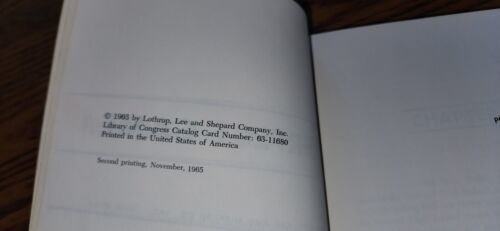 © 1963 by Lothrop, Lee and Shepard Company, Inc.
Library of Congress Catalog Card Number: 63-11680
Printed in the United States of America
Second printing, November, 1965